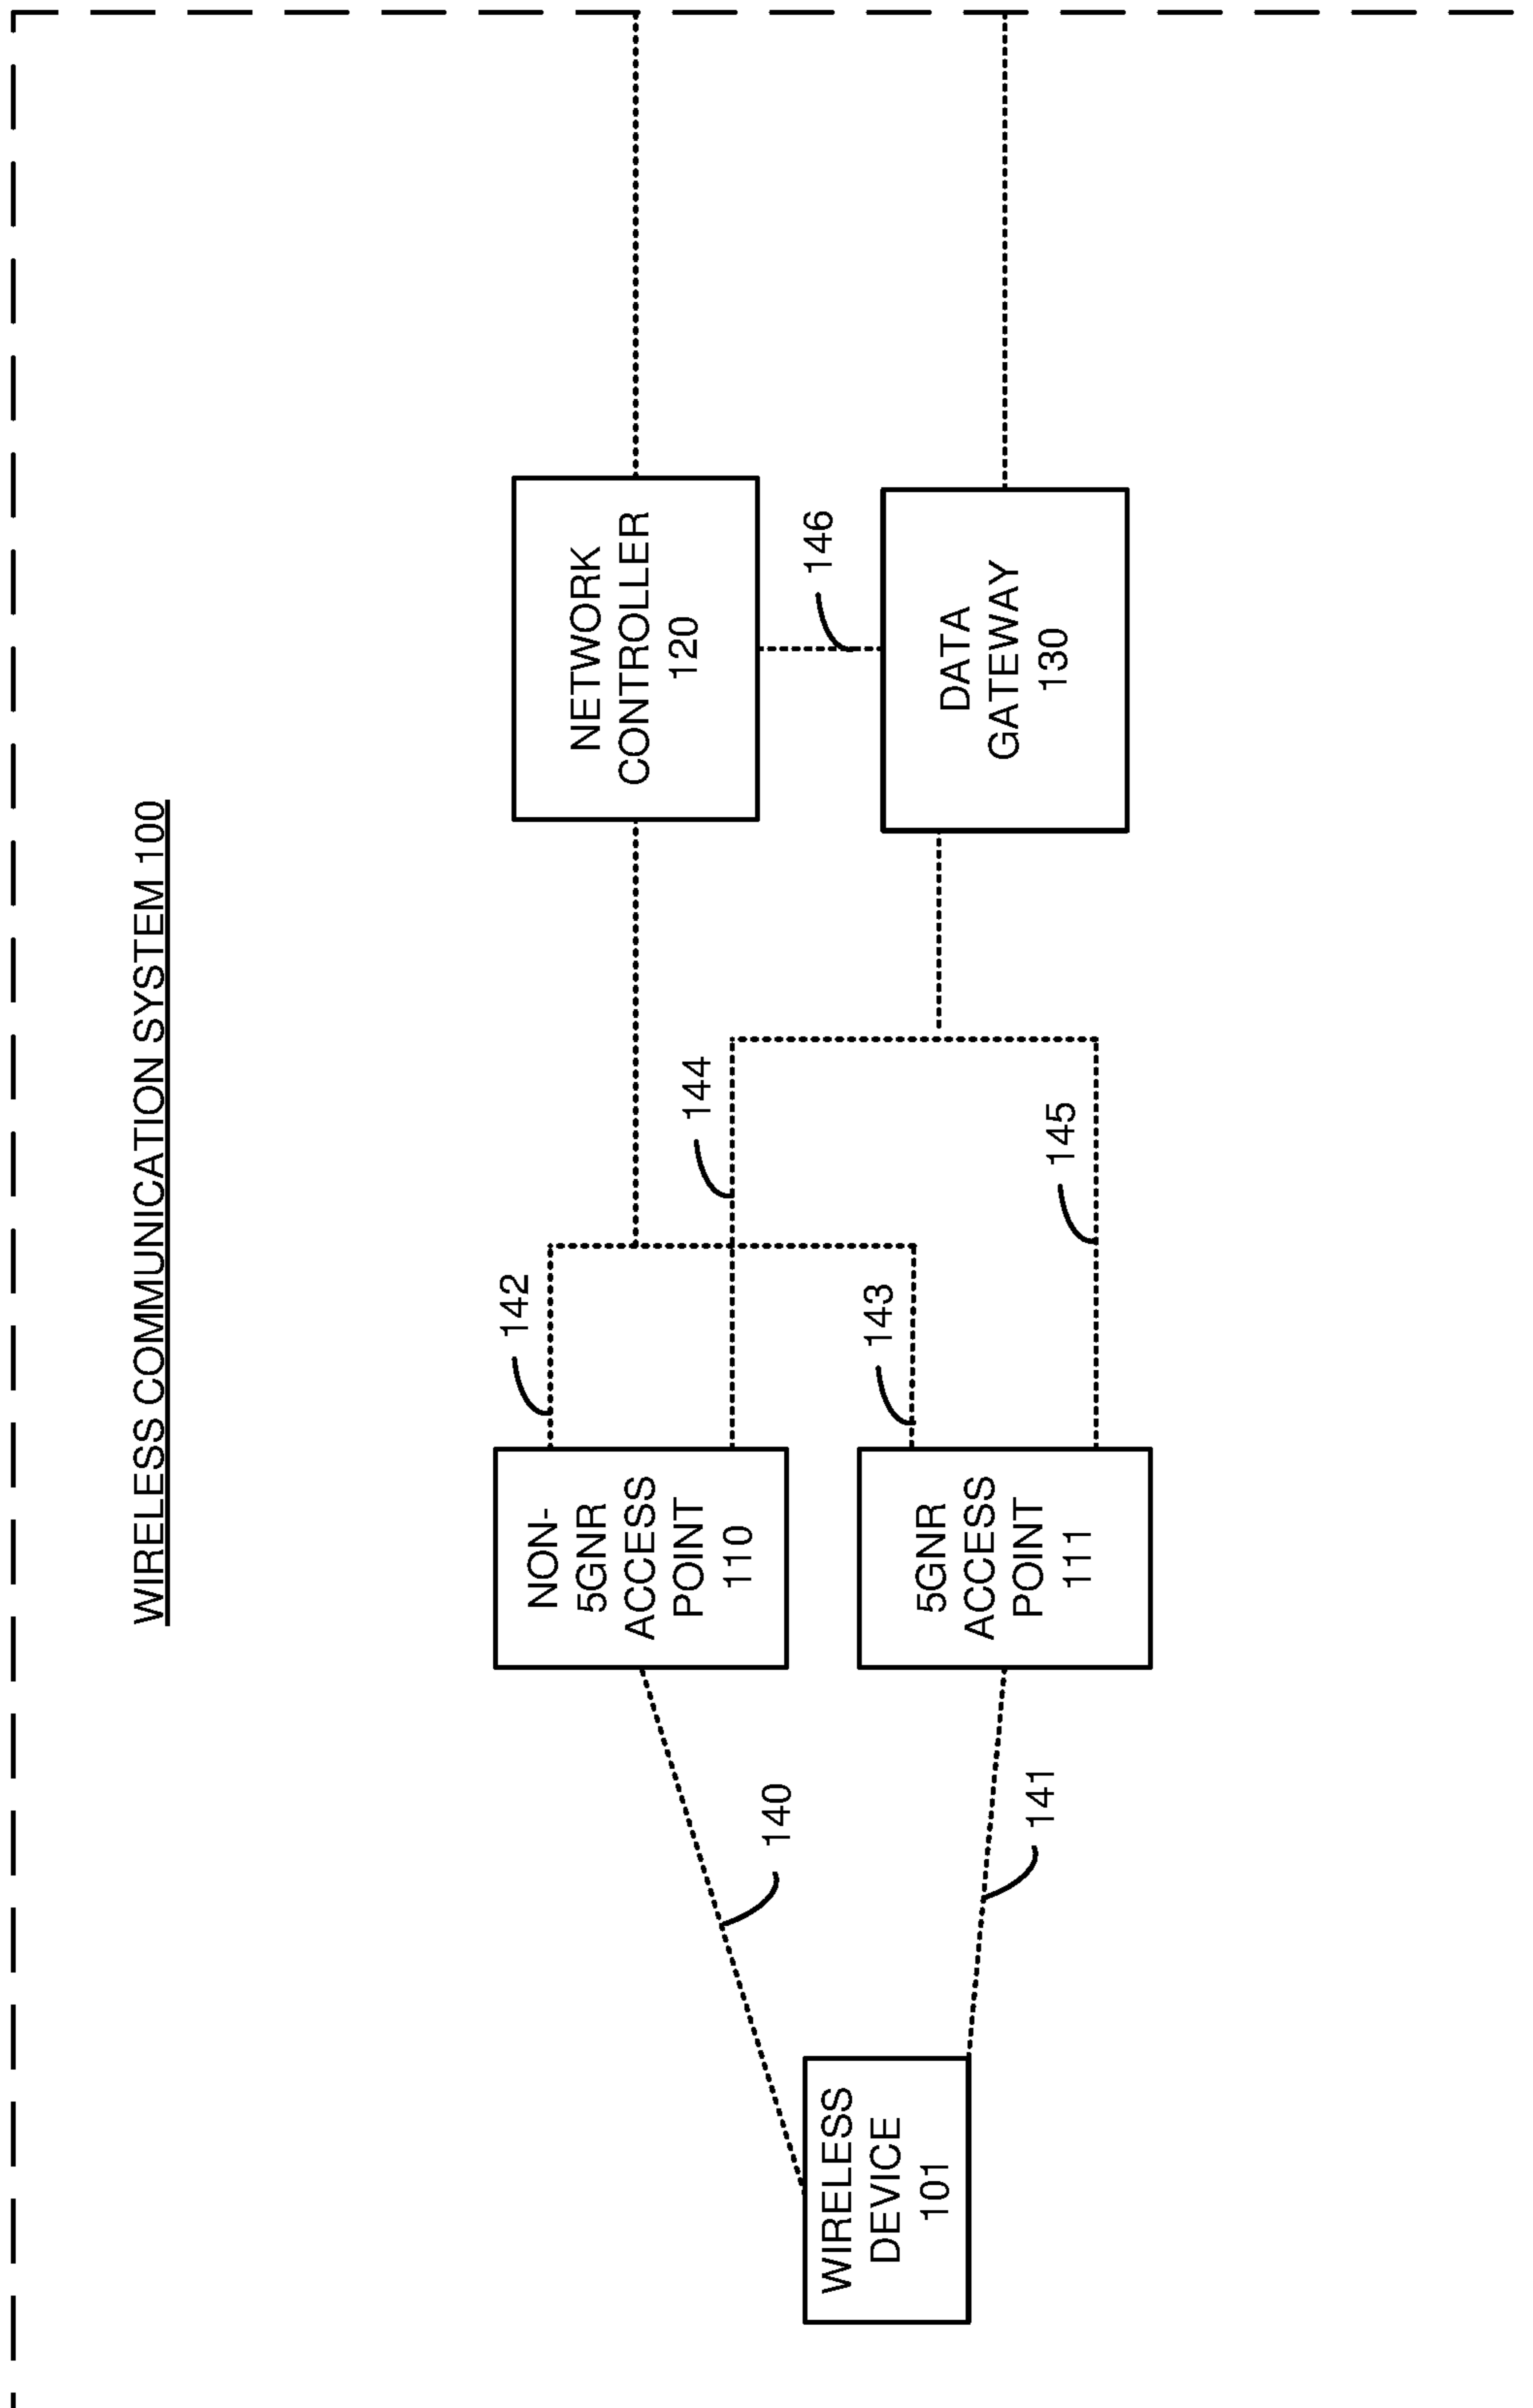 WIRELESS COMMUNICATION SYSTEM 100
NON-
5GNR
ACCESS
POINT
110
142
144
NETWORK
CONTROLLER
120
140
146
WIRELESS
DEVICE
101
143
145
5GNR
ACCESS
POINT
111
DATA
GATEWAY
130
141